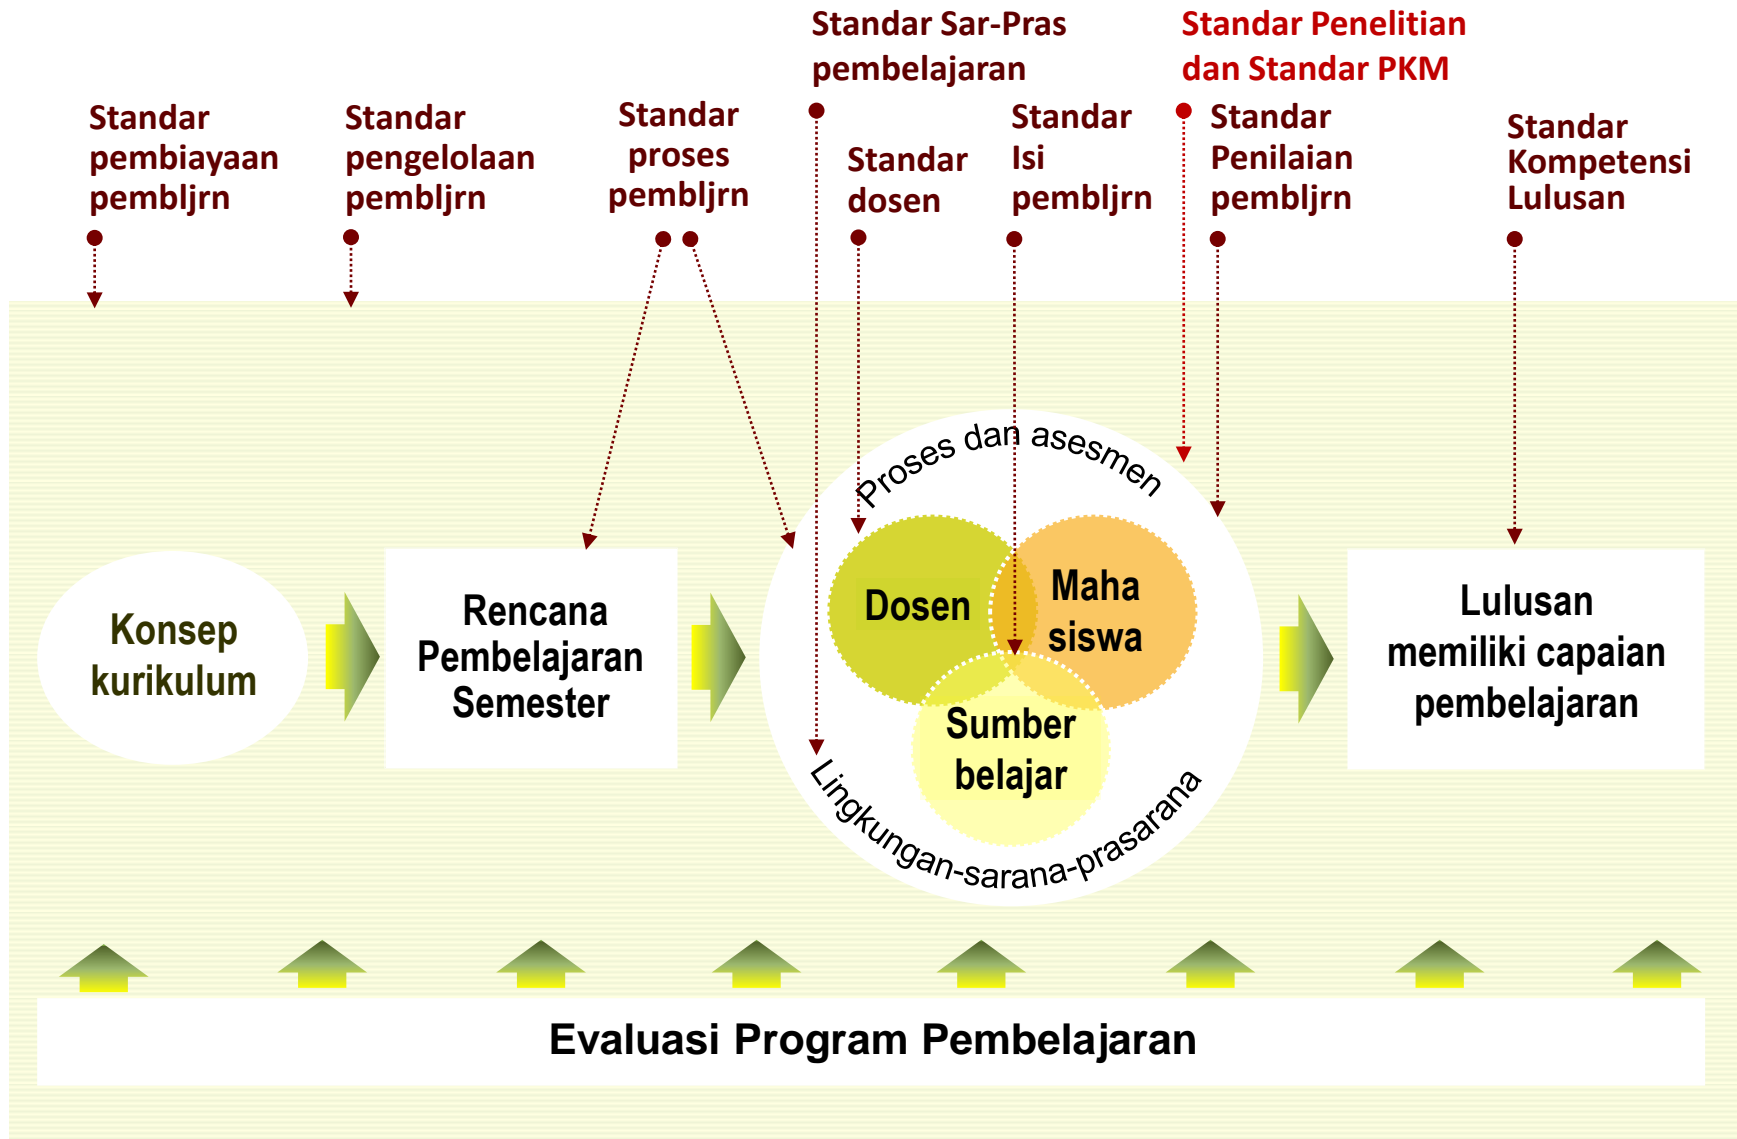 Standar Sar-Pras
pembelajaran
Standar Penelitian
dan Standar PKM
Standar
pembiayaan
pembljrn
Standar
pengelolaan
pembljrn
Standar
proses
pembljrn
Standar
dosen
Standar
Isi
pembljrn
Standar
Penilaian
pembljrn
Standar
Kompetensi
Lulusan
Konsep
kurikulum
Rencana
Pembelajaran
Semester
Proses dan asesmen
Dosen
Maha
siswa
Sumber
belajar
Lingkungan-sarana-prasarana
Lulusan
memiliki capaian
pembelajaran
Evaluasi Program Pembelajaran